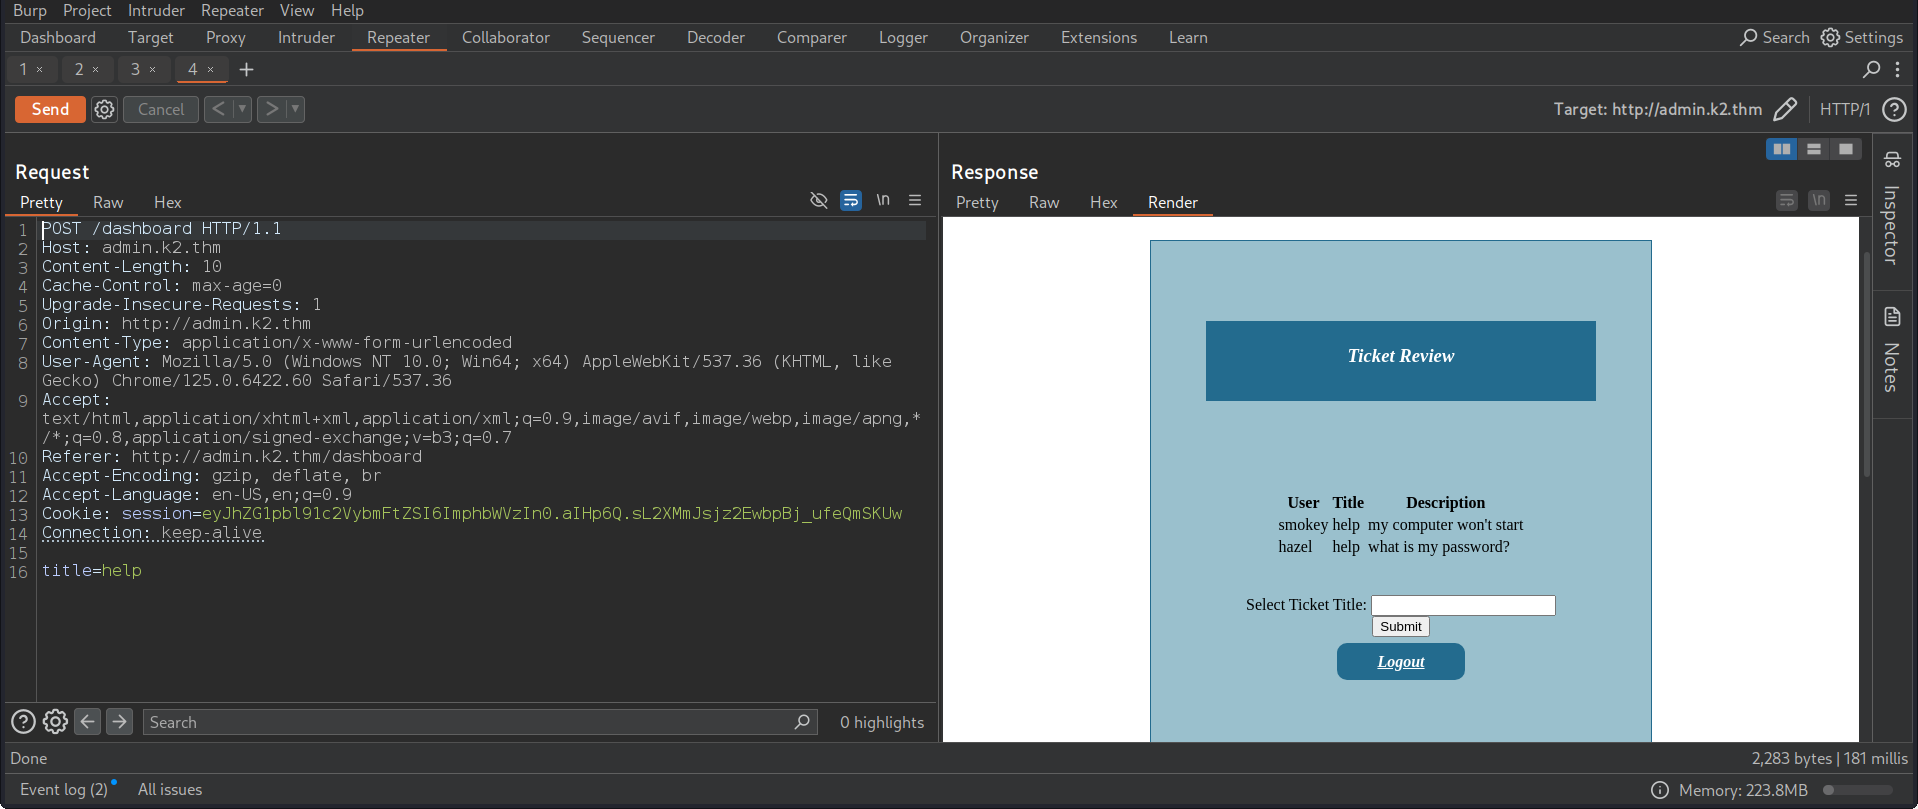 Burp Project Intruder Repeater View Help
Dashboard Target Proxy Intruder Repeater Collaborator Sequencer Decoder Comparer Logger Organizer Extensions Learn Search Settings
1 × 2 × 3 × 4 × +
Send Cancel < > Target: http://admin.k2.thm HTTP/1 ?
Request
Pretty Raw Hex \n
1 POST /dashboard HTTP/1.1
2 Host: admin.k2.thm
3 Content-Length: 10
4 Cache-Control: max-age=0
5 Upgrade-Insecure-Requests: 1
6 Origin: http://admin.k2.thm
7 Content-Type: application/x-www-form-urlencoded
8 User-Agent: Mozilla/5.0 (Windows NT 10.0; Win64; x64) AppleWebKit/537.36 (KHTML, like
Gecko) Chrome/125.0.6422.60 Safari/537.36
9 Accept:
text/html,application/xhtml+xml,application/xml;q=0.9,image/avif,image/webp,image/apng,*
/*;q=0.8,application/signed-exchange;v=b3;q=0.7
10 Referer: http://admin.k2.thm/dashboard
11 Accept-Encoding: gzip, deflate, br
12 Accept-Language: en-US,en;q=0.9
13 Cookie: session=eyJhZG1pbl91c2VybmFtZSI6ImphbWVzIn0.aIHp6Q.sL2XMmJsjz2EwbpBj_ufeQmSKUw
14 Connection: keep-alive
15
16 title=help
? Search 0 highlights
Response
Pretty Raw Hex Render \n
Ticket Review
User Title Description
smokey help my computer won't start
hazel help what is my password?
Select Ticket Title:
Submit
Logout
Inspector
Notes
Done 2,283 bytes | 181 millis
Event log (2) All issues Memory: 223.8MB